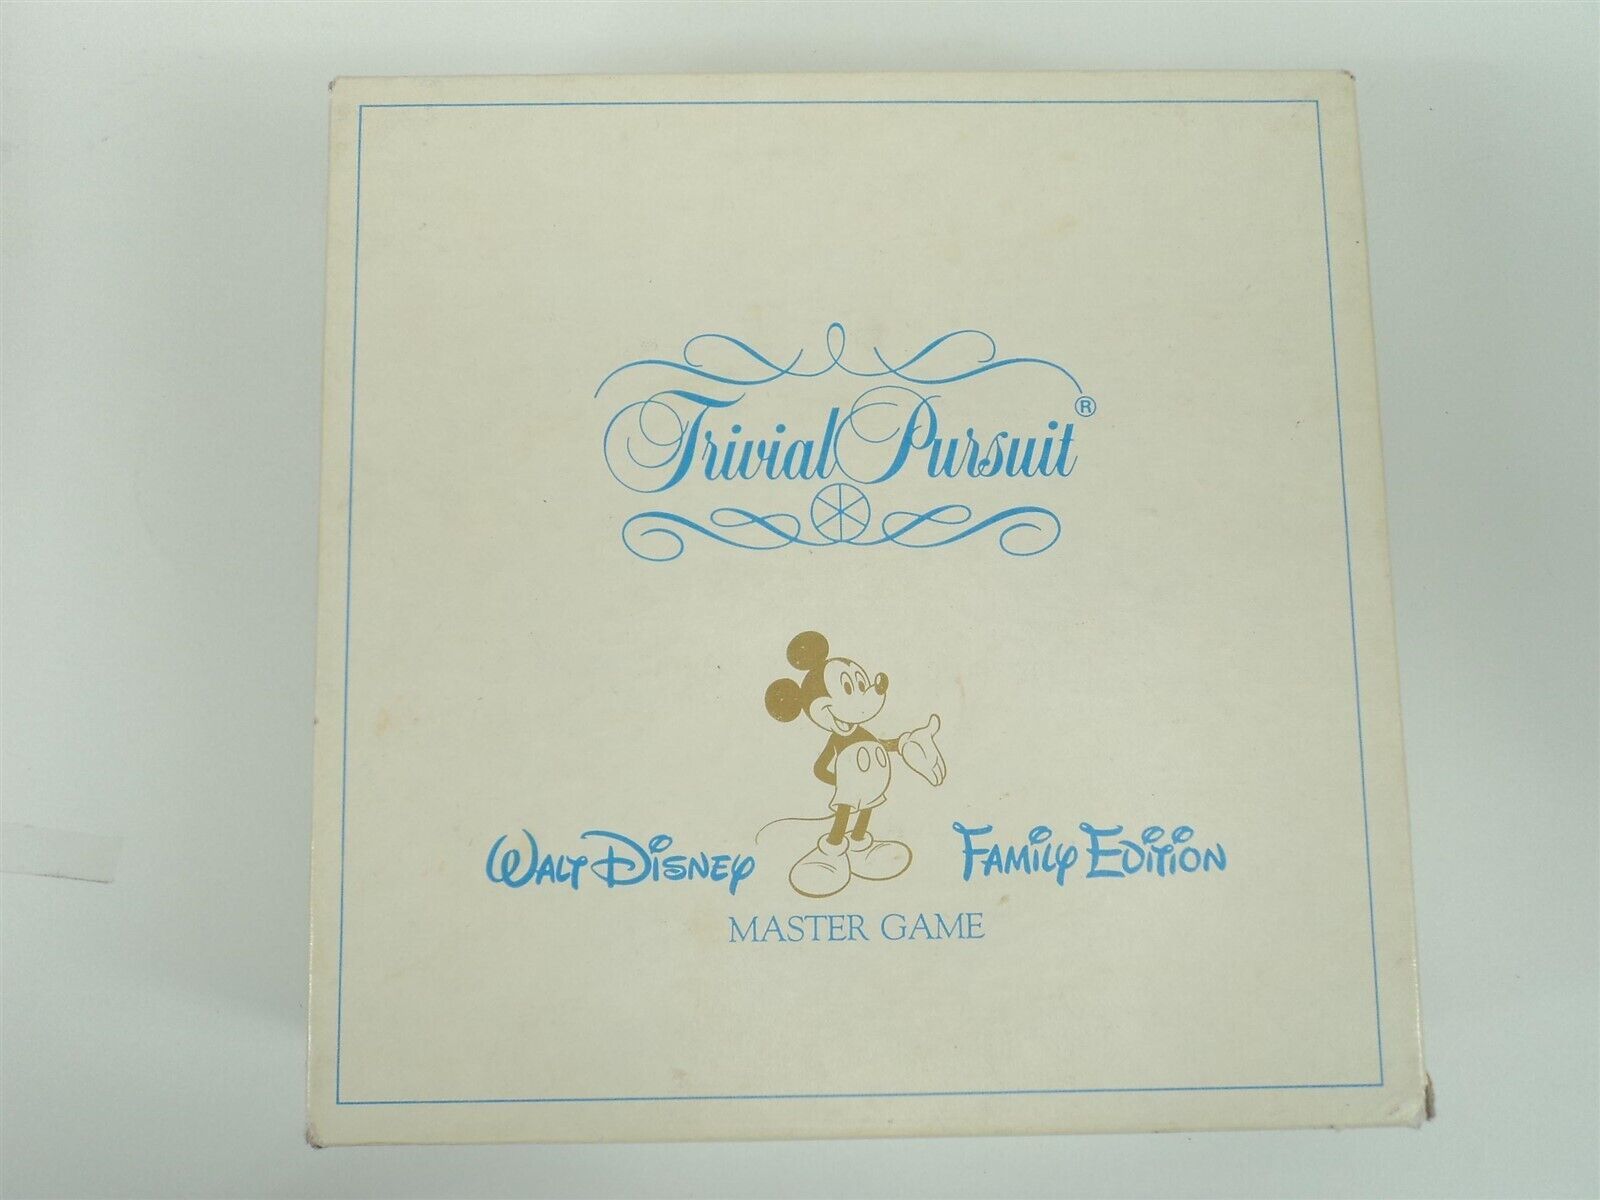 Trivial Pursuit®
Walt Disney Family Edition
MASTER GAME